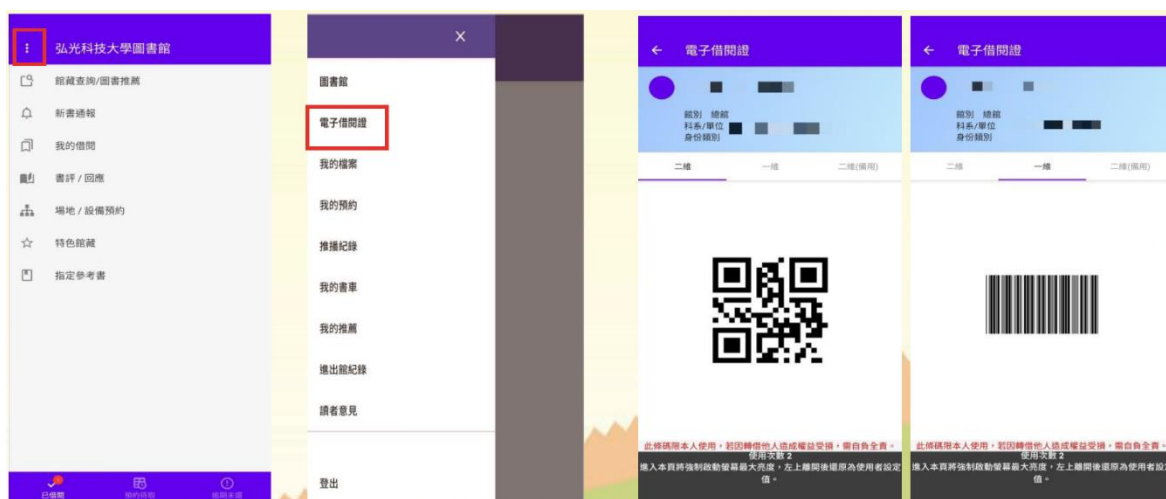 弘光科技大學圖書館
館藏查詢/圖書推薦
新書通報
我的借閱
書評 / 回應
場地 / 設備預約
特色館藏
指定參考書
已借閱
預約待取
逾期未還
X
圖書館
電子借閱證
我的檔案
我的預約
推播紀錄
我的書車
我的推薦
進出館紀錄
讀者意見
登出
電子借閱證
館別 總館
科系/單位
身份類別
二維
一維
二維(備用)
此條碼限本人使用,若因轉借他人造成權益受損,需自負全責。
使用次數 2
進入本頁將強制啟動螢幕最大亮度,左上離開後還原為使用者設定
值。
電子借閱證
館別 總館
科系/單位
身份類別
二維
一維
二維(備用)
此條碼限本人使用,若因轉借他人造成權益受損,需自負全責。
使用次數 2
進入本頁將強制啟動螢幕最大亮度,左上離開後還原為使用者設定
值。